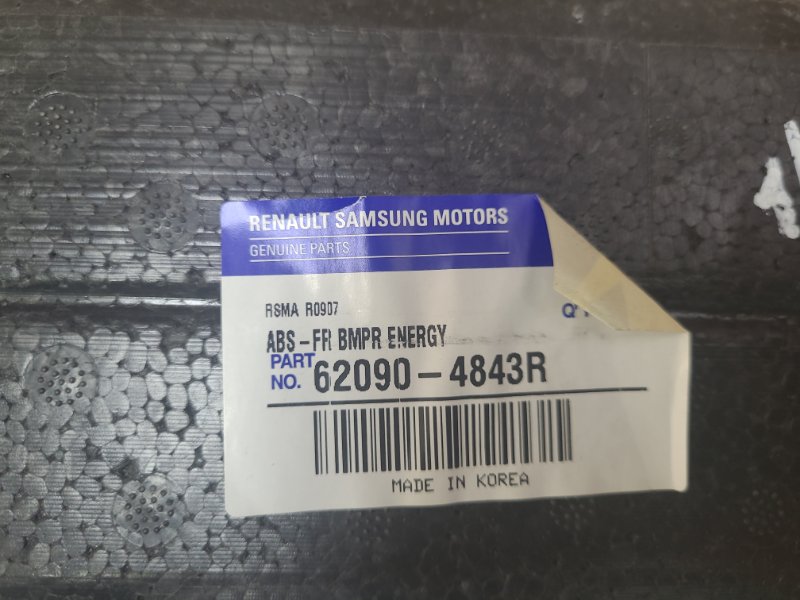 RENAULT SAMSUNG MOTORS
GENUINE PARTS
RSMA R0907
ABS-FR BMPR ENERGY
PART NO. 62090-4843R
MADE IN KOREA